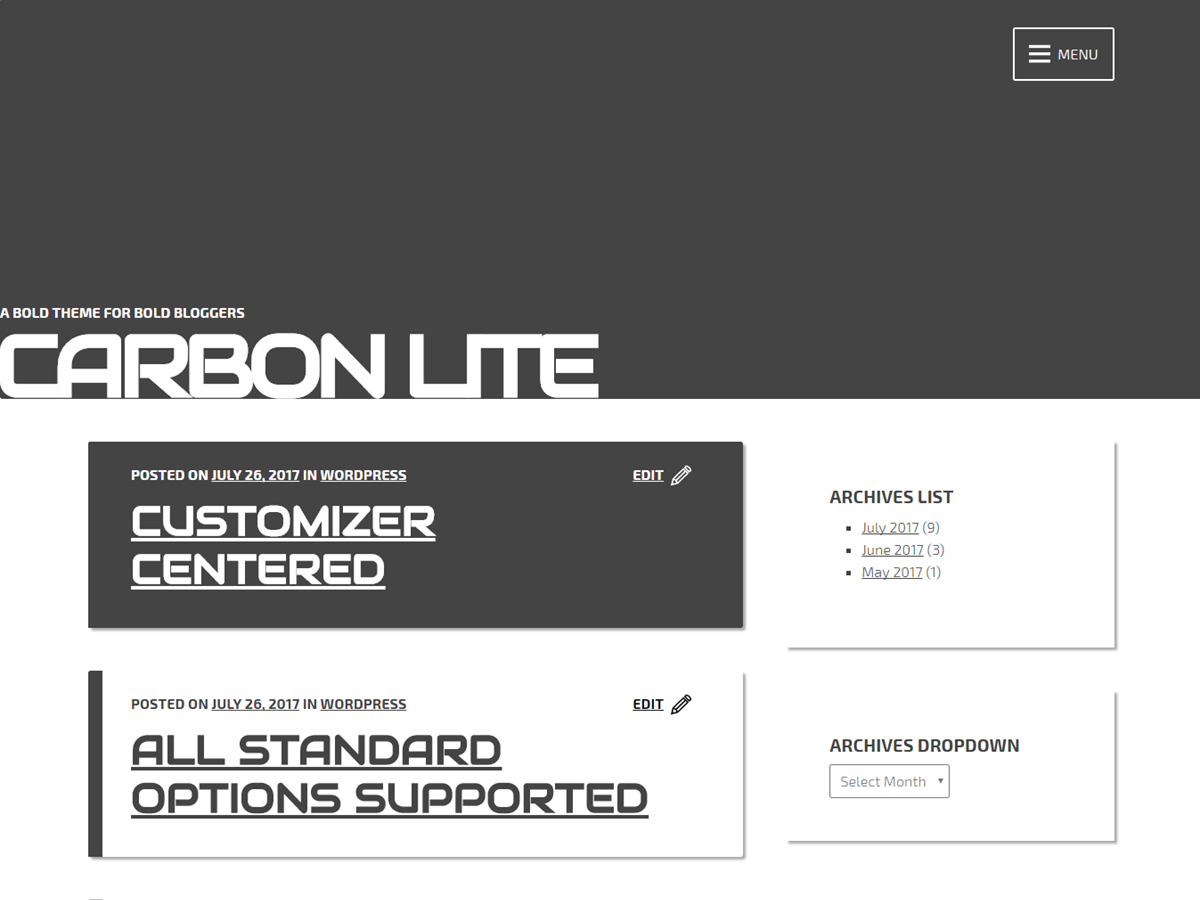 MENU
A BOLD THEME FOR BOLD BLOGGERS
CARBON LITE
POSTED ON JULY 26, 2017 IN WORDPRESS
EDIT
CUSTOMIZER
CENTERED
POSTED ON JULY 26, 2017 IN WORDPRESS
EDIT
ALL STANDARD
OPTIONS SUPPORTED
ARCHIVES LIST
July 2017 (9)
June 2017 (3)
May 2017 (1)
ARCHIVES DROPDOWN
Select Month